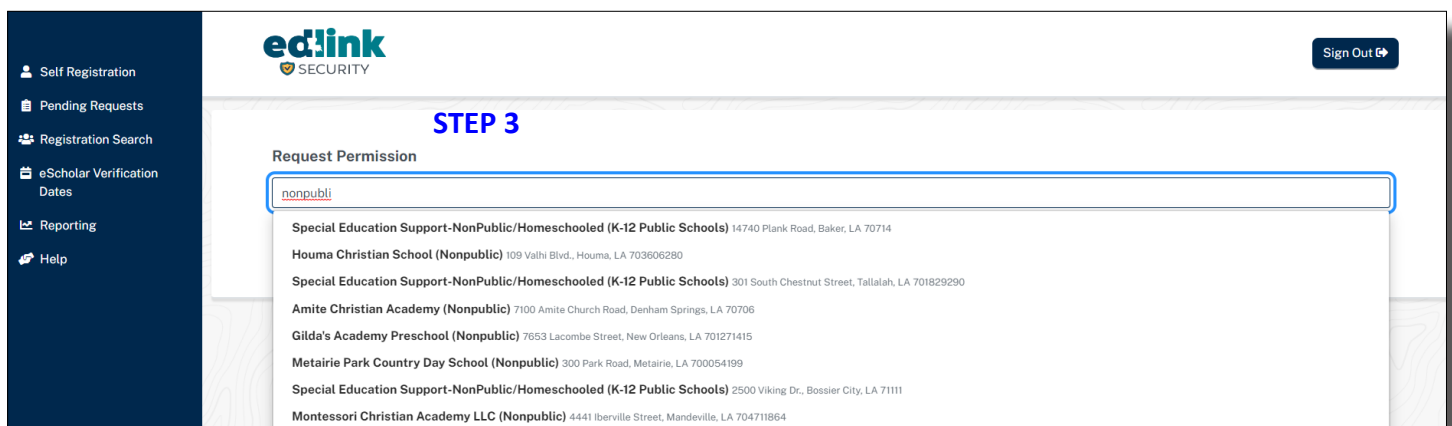 ed:link
SECURITY
Sign Out
Self Registration
Pending Requests
Registration Search
eScholar Verification
Dates
Reporting
Help
STEP 3
Request Permission
nonpubli
Special Education Support-NonPublic/Homeschooled (K-12 Public Schools) 14740 Plank Road, Baker, LA 70714
Houma Christian School (Nonpublic) 109 Valhi Blvd., Houma, LA 703606280
Special Education Support-NonPublic/Homeschooled (K-12 Public Schools) 301 South Chestnut Street, Tallalah, LA 701829290
Amite Christian Academy (Nonpublic) 7100 Amite Church Road, Denham Springs, LA 70706
Gilda's Academy Preschool (Nonpublic) 7653 Lacombe Street, New Orleans, LA 701271415
Metairie Park Country Day School (Nonpublic) 300 Park Road, Metairie, LA 700054199
Special Education Support-NonPublic/Homeschooled (K-12 Public Schools) 2500 Viking Dr., Bossier City, LA 71111
Montessori Christian Academy LLC (Nonpublic) 4441 Iberville Street, Mandeville, LA 704711864